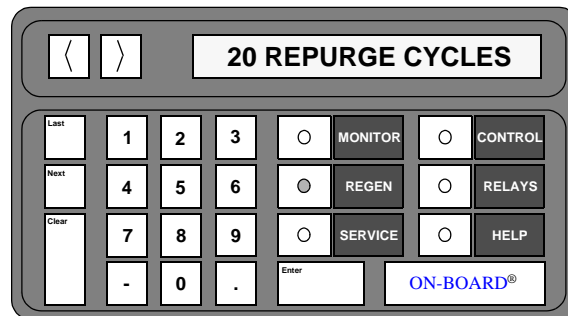 〈 〉 20 REPURGE CYCLES
Last 1 2 3 MONITOR CONTROL
Next 4 5 6 REGEN RELAYS
Clear 7 8 9 SERVICE HELP
- 0 . Enter ON-BOARD®